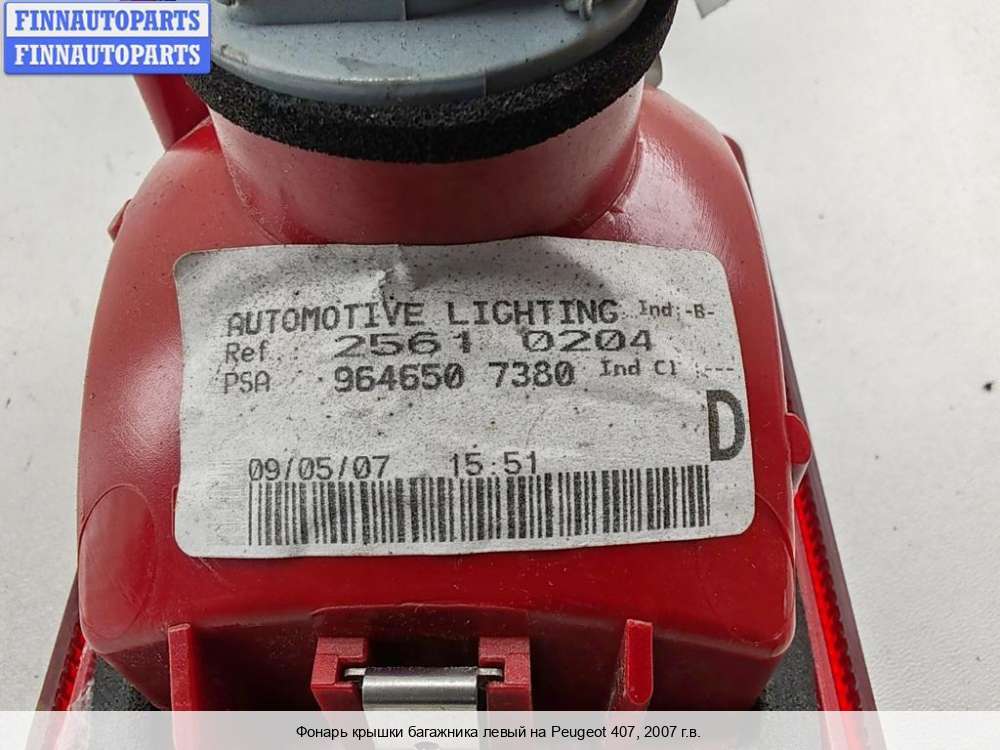 FINNAUTOPARTS
FINNAUTOPARTS
AUTOMOTIVE LIGHTING Ind:-B-
Ref.: 2561 0204
PSA 964650 7380 Ind Cl :---
D
09/05/07 15:51
Фонарь крышки багажника левый на Peugeot 407, 2007 г.в.